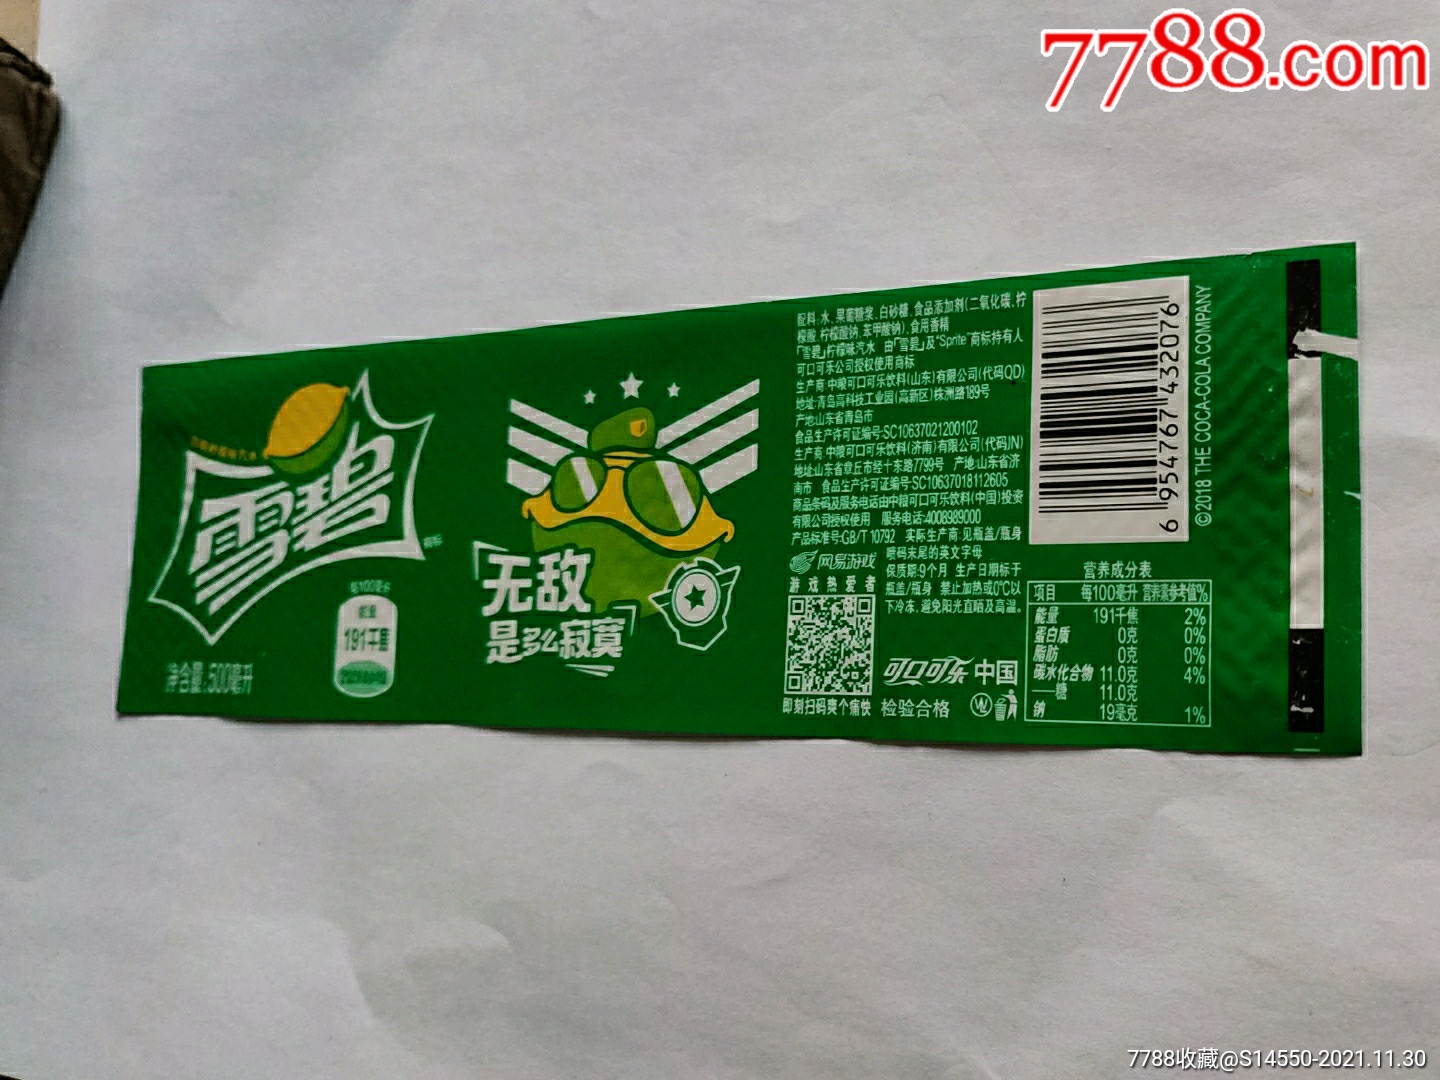 7788.com
雪碧
商标
每100毫升
能量
191千焦
净含量:500毫升
无敌
是多么寂寞
配料:水、果葡糖浆、白砂糖、食品添加剂(二氧化碳、柠
檬酸、柠檬酸钠、苯甲酸钠)、食用香精
「雪碧」柠檬味汽水 由「雪碧」及"Sprite"商标持有人
可口可乐公司授权使用商标
生产商:中粮可口可乐饮料(山东)有限公司(代码QD)
地址:青岛高科技工业园(高新区)株洲路189号
产地:山东省青岛市
食品生产许可证编号:SC10637021200102
生产商:中粮可口可乐饮料(济南)有限公司(代码JN)
地址:山东省章丘市经十东路7799号 产地:山东省济
南市 食品生产许可证编号:SC10637018112605
商品条码及服务电话由中粮可口可乐饮料(中国)投资
有限公司授权使用 服务电话:4008989000
产品标准号:GB/T 10792 实际生产商:见瓶盖/瓶身
喷码末尾的英文字母
保质期:9个月 生产日期标于
瓶盖/瓶身 禁止加热或0℃以
下冷冻,避免阳光直晒及高温。
网易游戏
游戏热爱者
即刻扫码爽个痛快
可口可乐 中国
检验合格
6 954767 432076
©2018 THE COCA-COLA COMPANY
营养成分表
项目 每100毫升 营养素参考值%
能量 191千焦 2%
蛋白质 0克 0%
脂肪 0克 0%
碳水化合物 11.0克 4%
—糖 11.0克
钠 19毫克 1%
7788收藏@S14550-2021.11.30